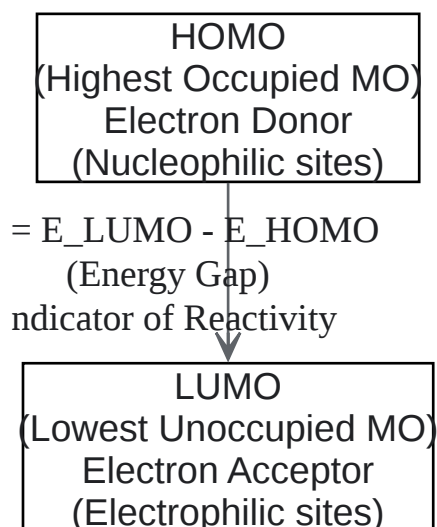 HOMO
(Highest Occupied MO)
Electron Donor
(Nucleophilic sites)
= E_LUMO - E_HOMO
(Energy Gap)
ndicator of Reactivity
LUMO
(Lowest Unoccupied MO)
Electron Acceptor
(Electrophilic sites)